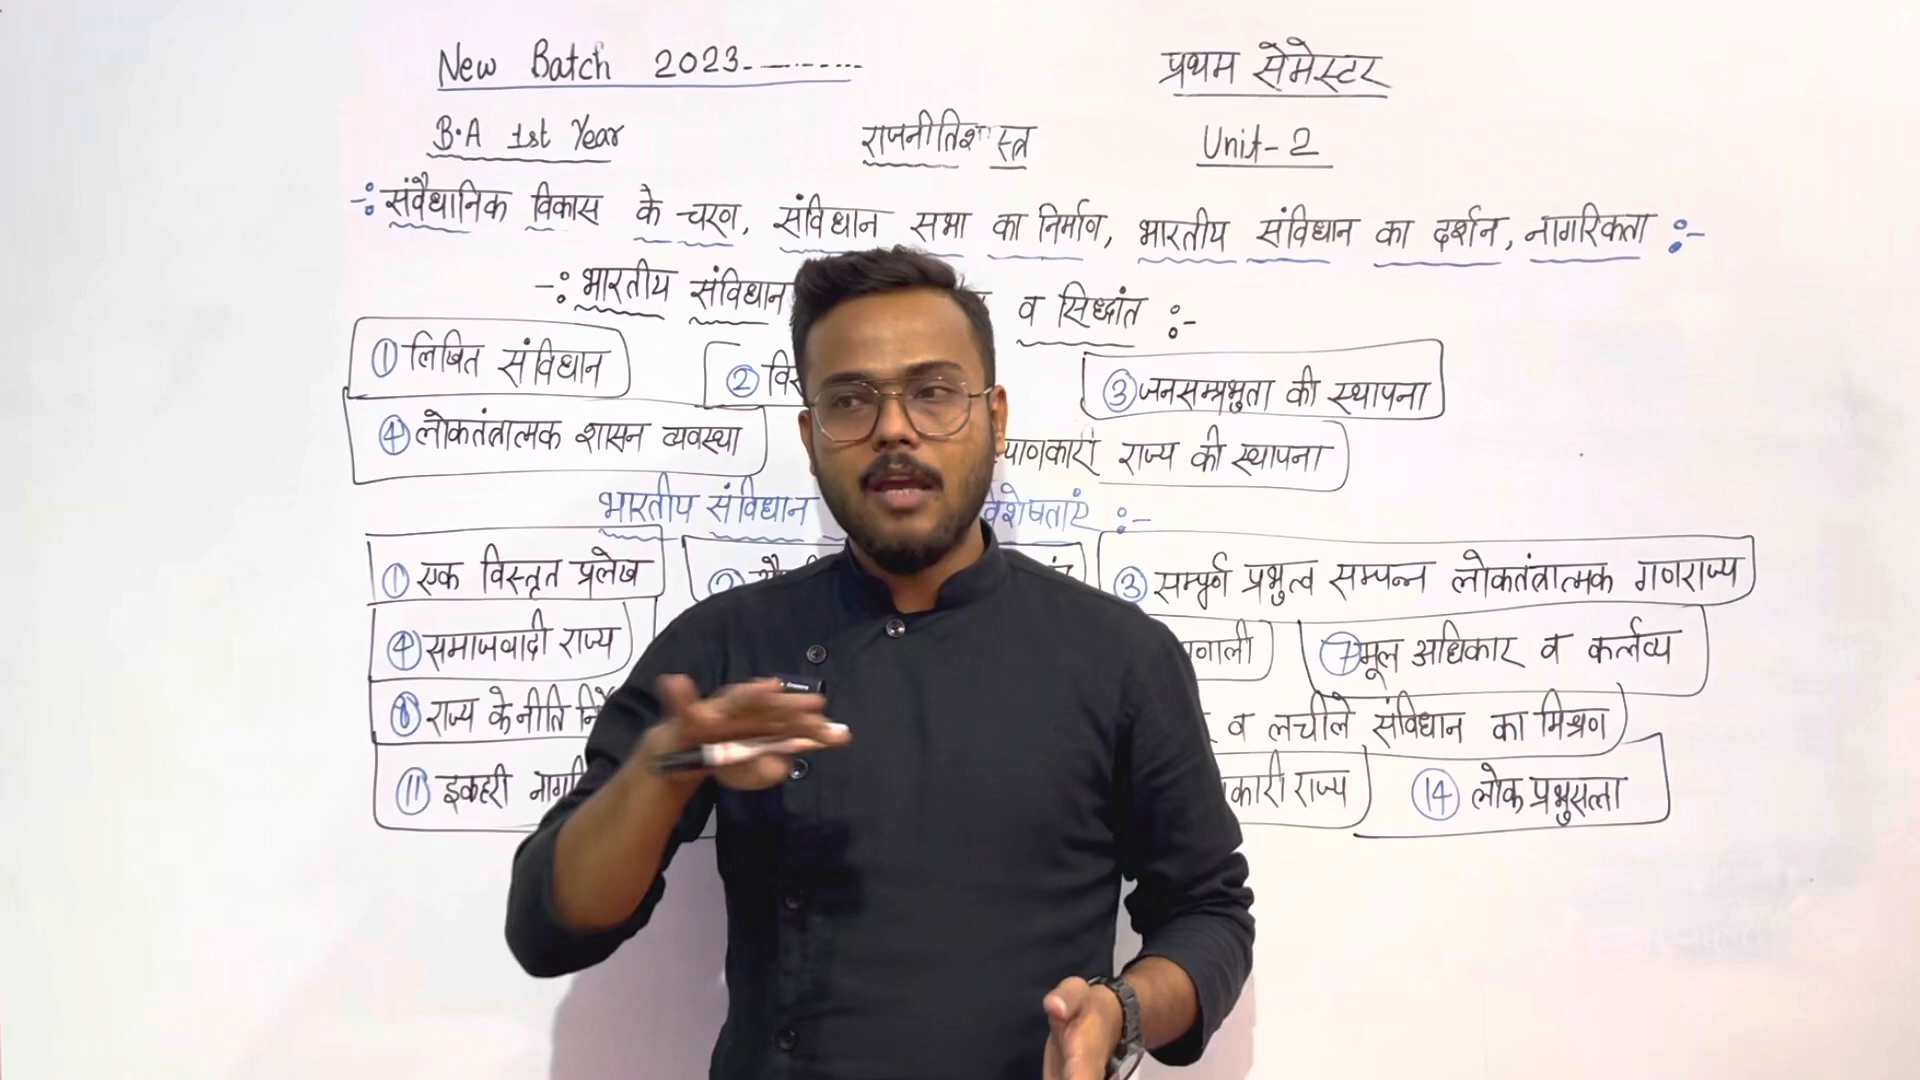 New Batch 2023 प्रथम सेमेस्टर
B.A 1st Year राजनीतिशास्त्र Unit-2
-: संवैधानिक विकास के चरण, संविधान सभा का निर्माण, भारतीय संविधान का दर्शन, नागरिकता :-
-: भारतीय संविधान व सिद्धांत :-
① लिखित संविधान ② ③ जनसम्प्रभुता की स्थापना
④ लोकतंत्रात्मक शासन व्यवस्था राज्य की स्थापना
भारतीय संविधान :-
① एक विस्तृत प्रलेख ③ सम्पूर्ण प्रभुत्व सम्पन्न लोकतंत्रात्मक गणराज्य
④ समाजवादी राज्य ⑦ मूल अधिकार व कर्तव्य
⑧ राज्य के नीति व लचीले संविधान का मिश्रण
⑪ इकहरी राज्य ⑭ लोक प्रभुसत्ता